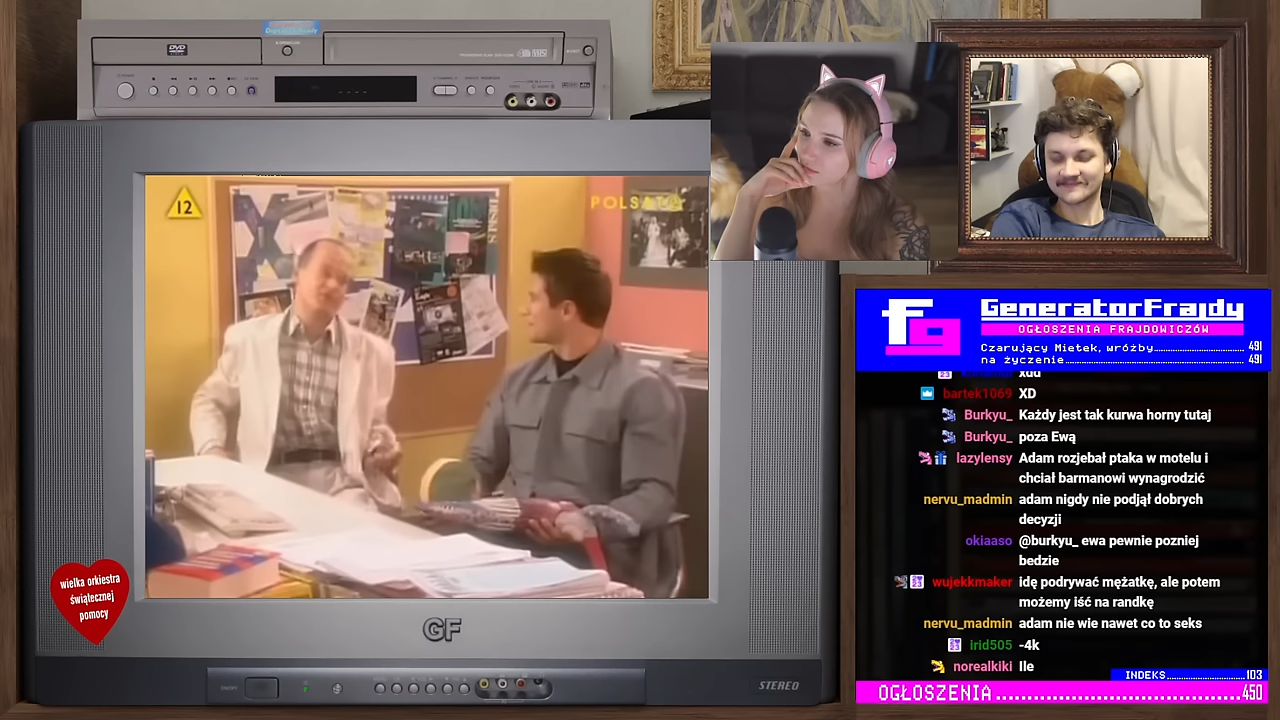 DVD
VHS
12
POLSAT
wielka orkiestra
świątecznej
pomocy
GF
STEREO
fg
GeneratorFrajdy
OGŁOSZENIA FRAJDOWICZÓW
Czarujący Mietek, wróżby 491
na życzenie 491
xdd
bartek1069 XD
Burkyu_ Każdy jest tak kurwa horny tutaj
Burkyu_ poza Ewą
lazylensy Adam rozjebał ptaka w motelu i
chciał barmanowi wynagrodzić
nervu_madmin adam nigdy nie podjął dobrych
decyzji
okiaaso @burkyu_ ewa pewnie pozniej
bedzie
wujekkmaker idę podrywać mężatkę, ale potem
możemy iść na randkę
nervu_madmin adam nie wie nawet co to seks
irid505 -4k
norealkiki Ile
INDEKS 103
OGŁOSZENIA 450